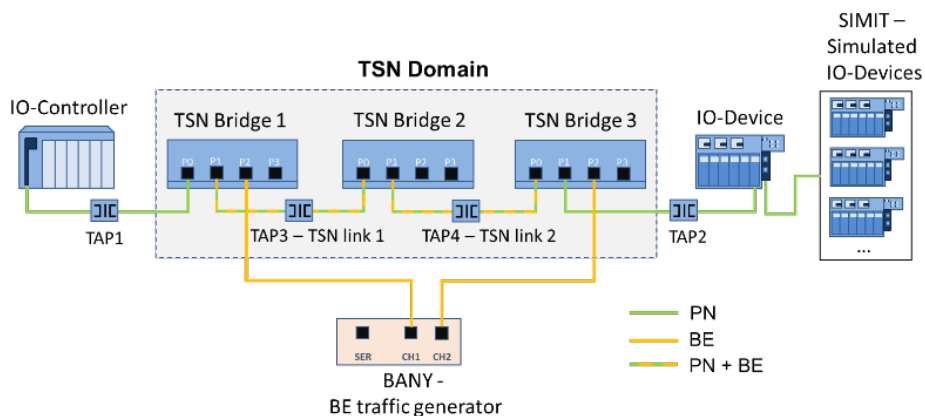 SIMIT –
Simulated
IO-Devices
TSN Domain
IO-Controller
TSN Bridge 1
TSN Bridge 2
TSN Bridge 3
IO-Device
P0 P1 P2 P3
P0 P1 P2 P3
P0 P1 P2 P3
TAP1
TAP3 – TSN link 1
TAP4 – TSN link 2
TAP2
...
SER CH1 CH2
BANY -
BE traffic generator
PN
BE
PN + BE